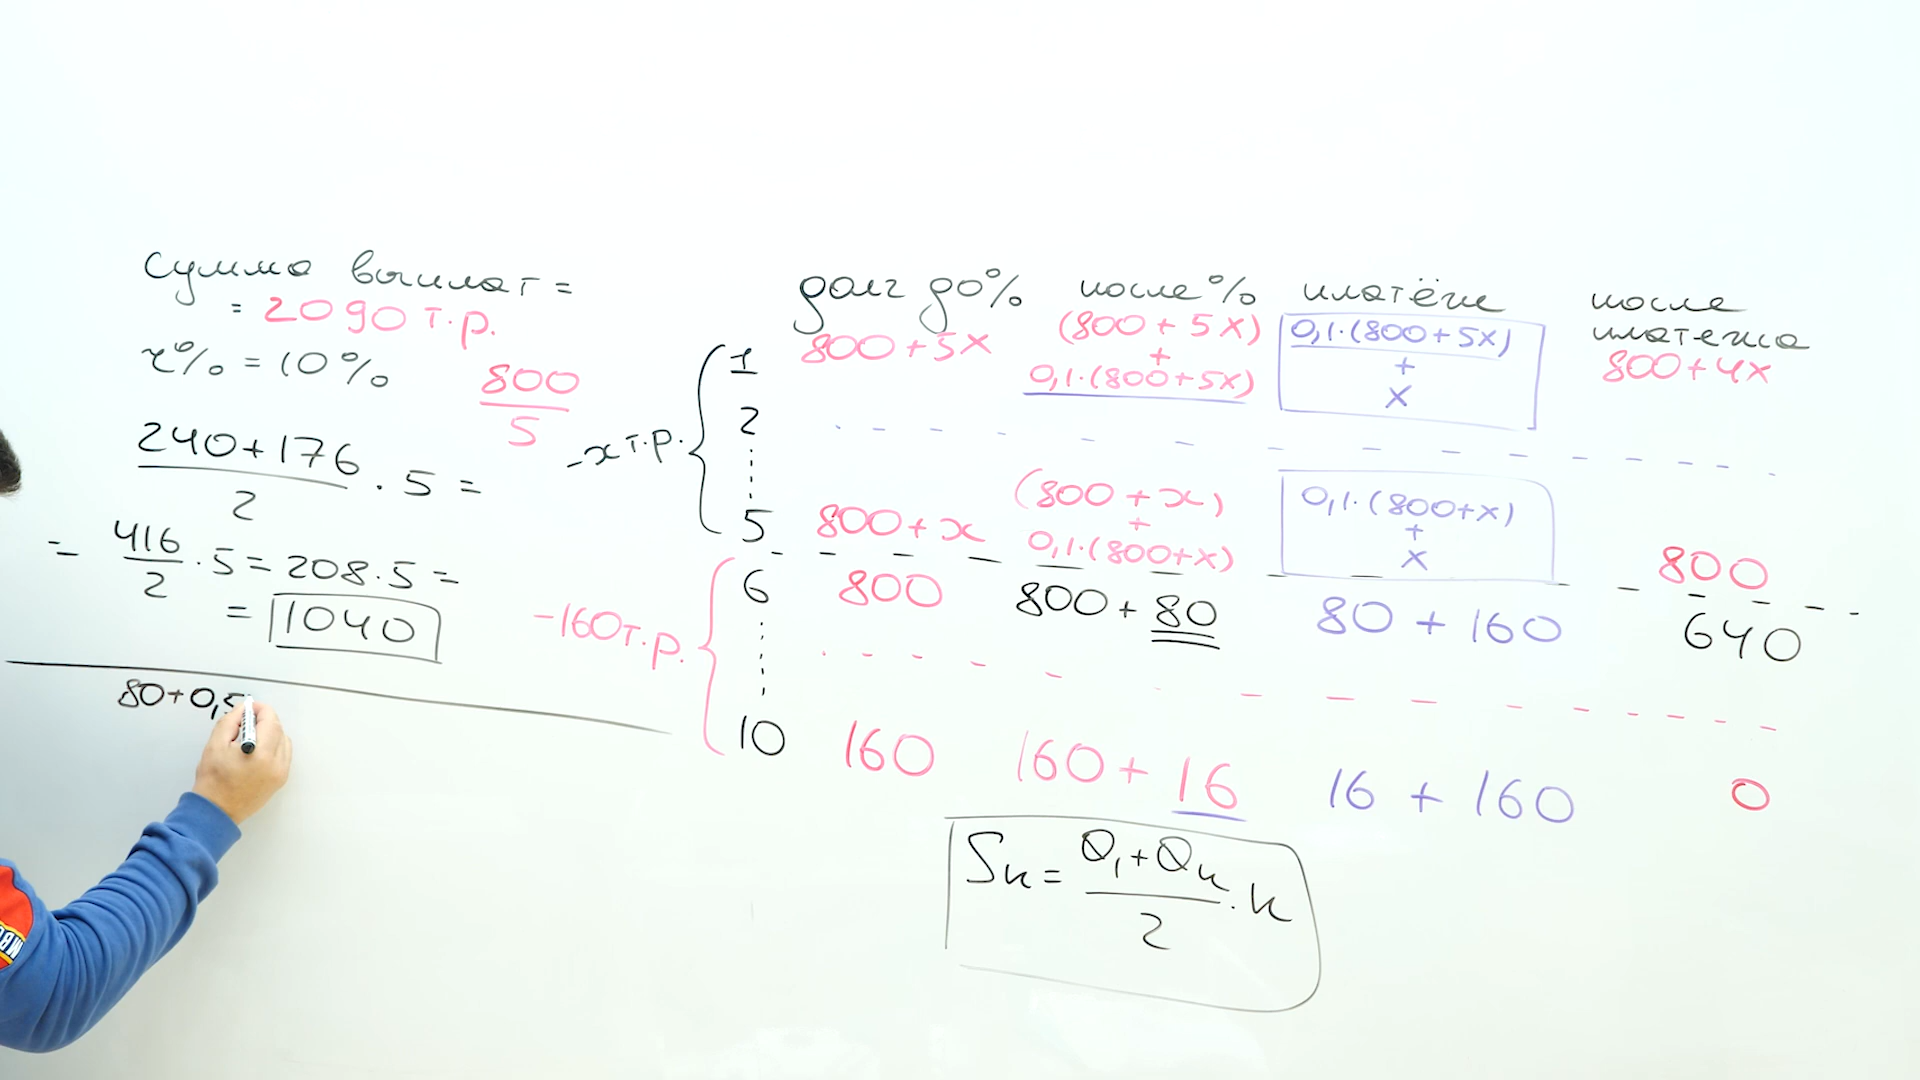 сумма выплат =
= 2090 т.р.
r% = 10%
800
5
240+176
2
. 5 =
= 416
2
. 5 = 208 . 5 =
= 1040
80+0,5
-x т.р.
-160 т.р.
долг до % после % платёж после платежа
1 800+5x (800+5x) + 0,1.(800+5x) 0,1.(800+5x) + x 800+4x
2
5 800+x (800+x) + 0,1.(800+x) 0,1.(800+x) + x 800
6 800 800+80 80+160 640
10 160 160+16 16+160 0
Sn = Q1+Qn
2
. n